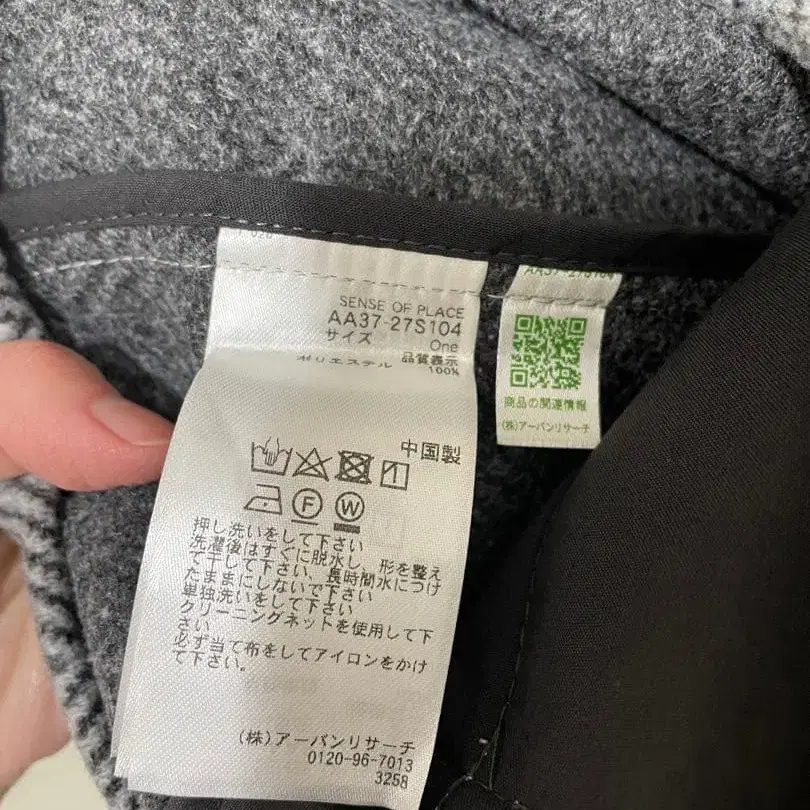 SENSE OF PLACE
AA37-27S104
サイズ One
品質表示
ポリエステル 100%
中国製
F W
押し洗いをして下さい
洗濯後はすぐに脱水し、形を整え
て干して下さい、長時間水につけ
たままにしないで下さい
単独洗いをして下さい
クリーニングネットを使用して下
さい
必ず当て布をしてアイロンをかけ
て下さい。
(株)アーバンリサーチ
0120-96-7013
3258
AA37-27S104
商品の関連情報
(株)アーバンリサーチ